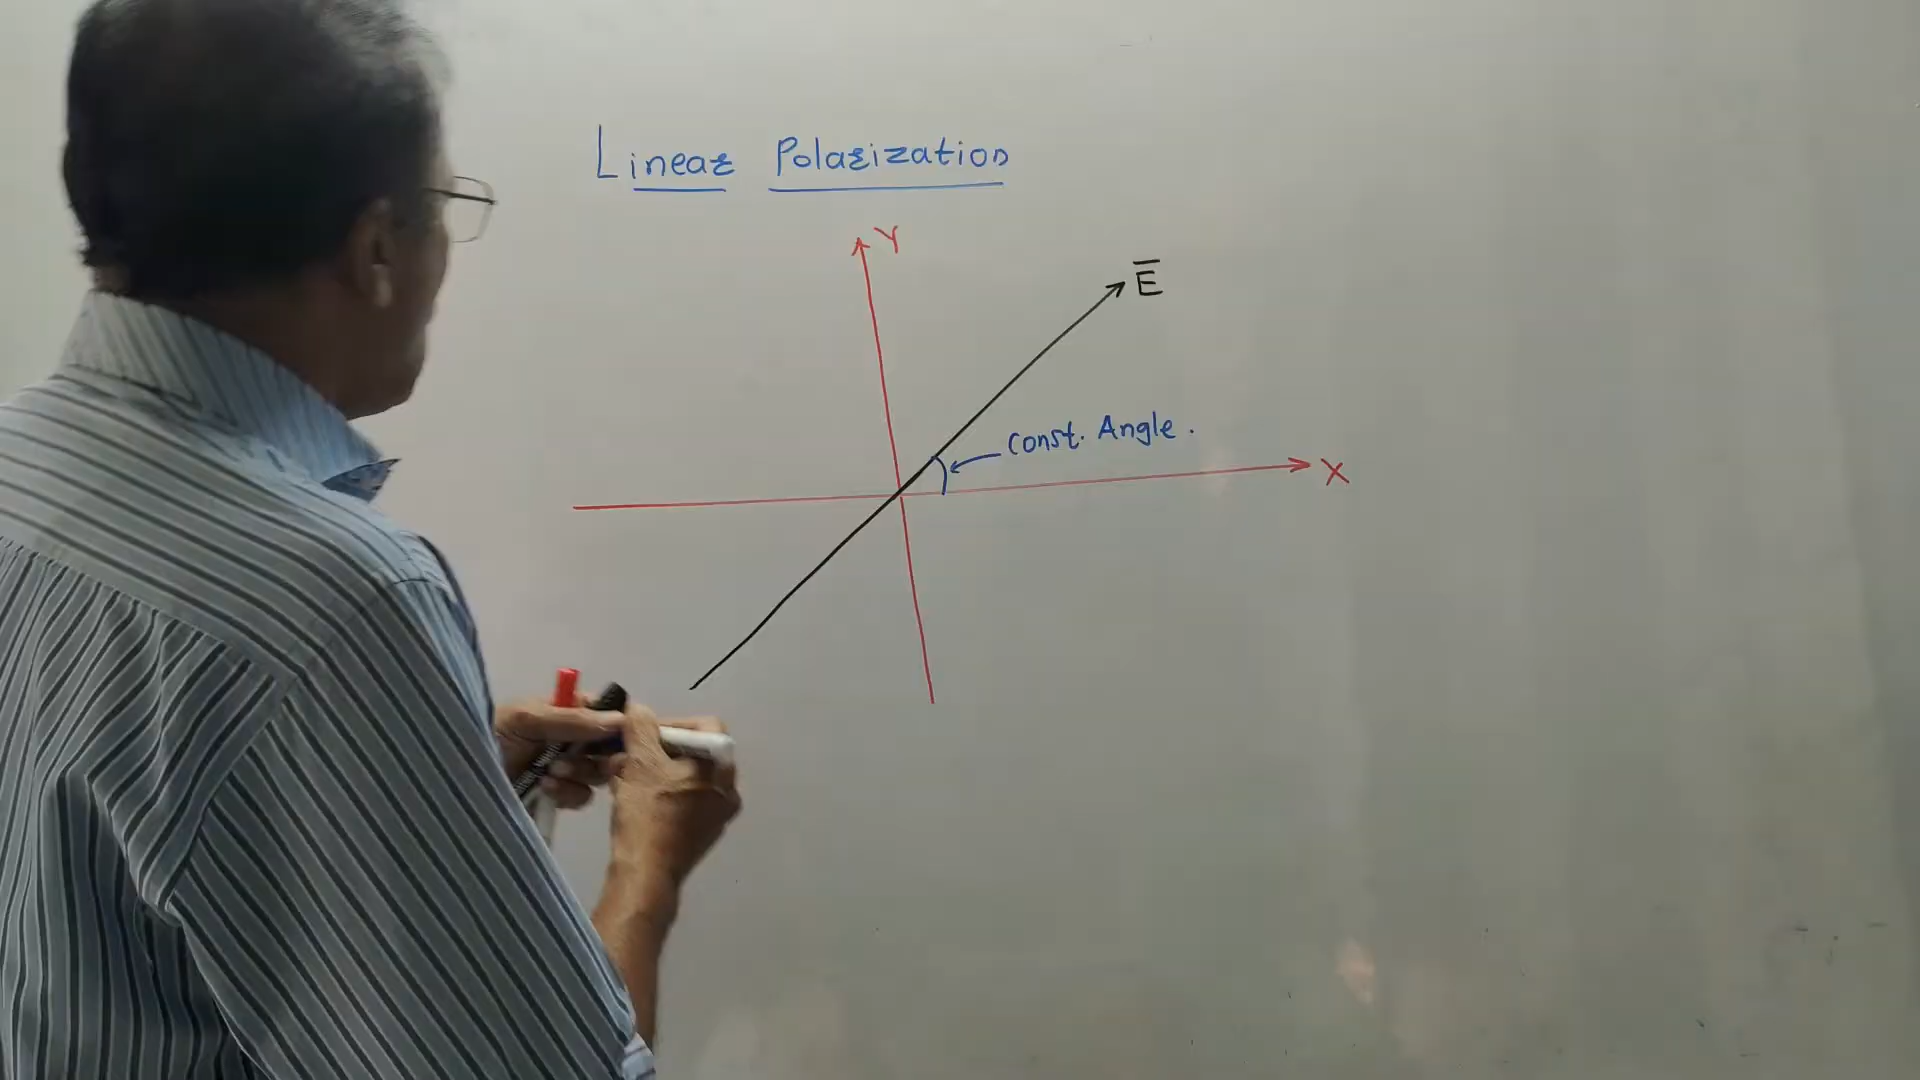 Linear Polarization
Y
E̅
const. Angle.
X